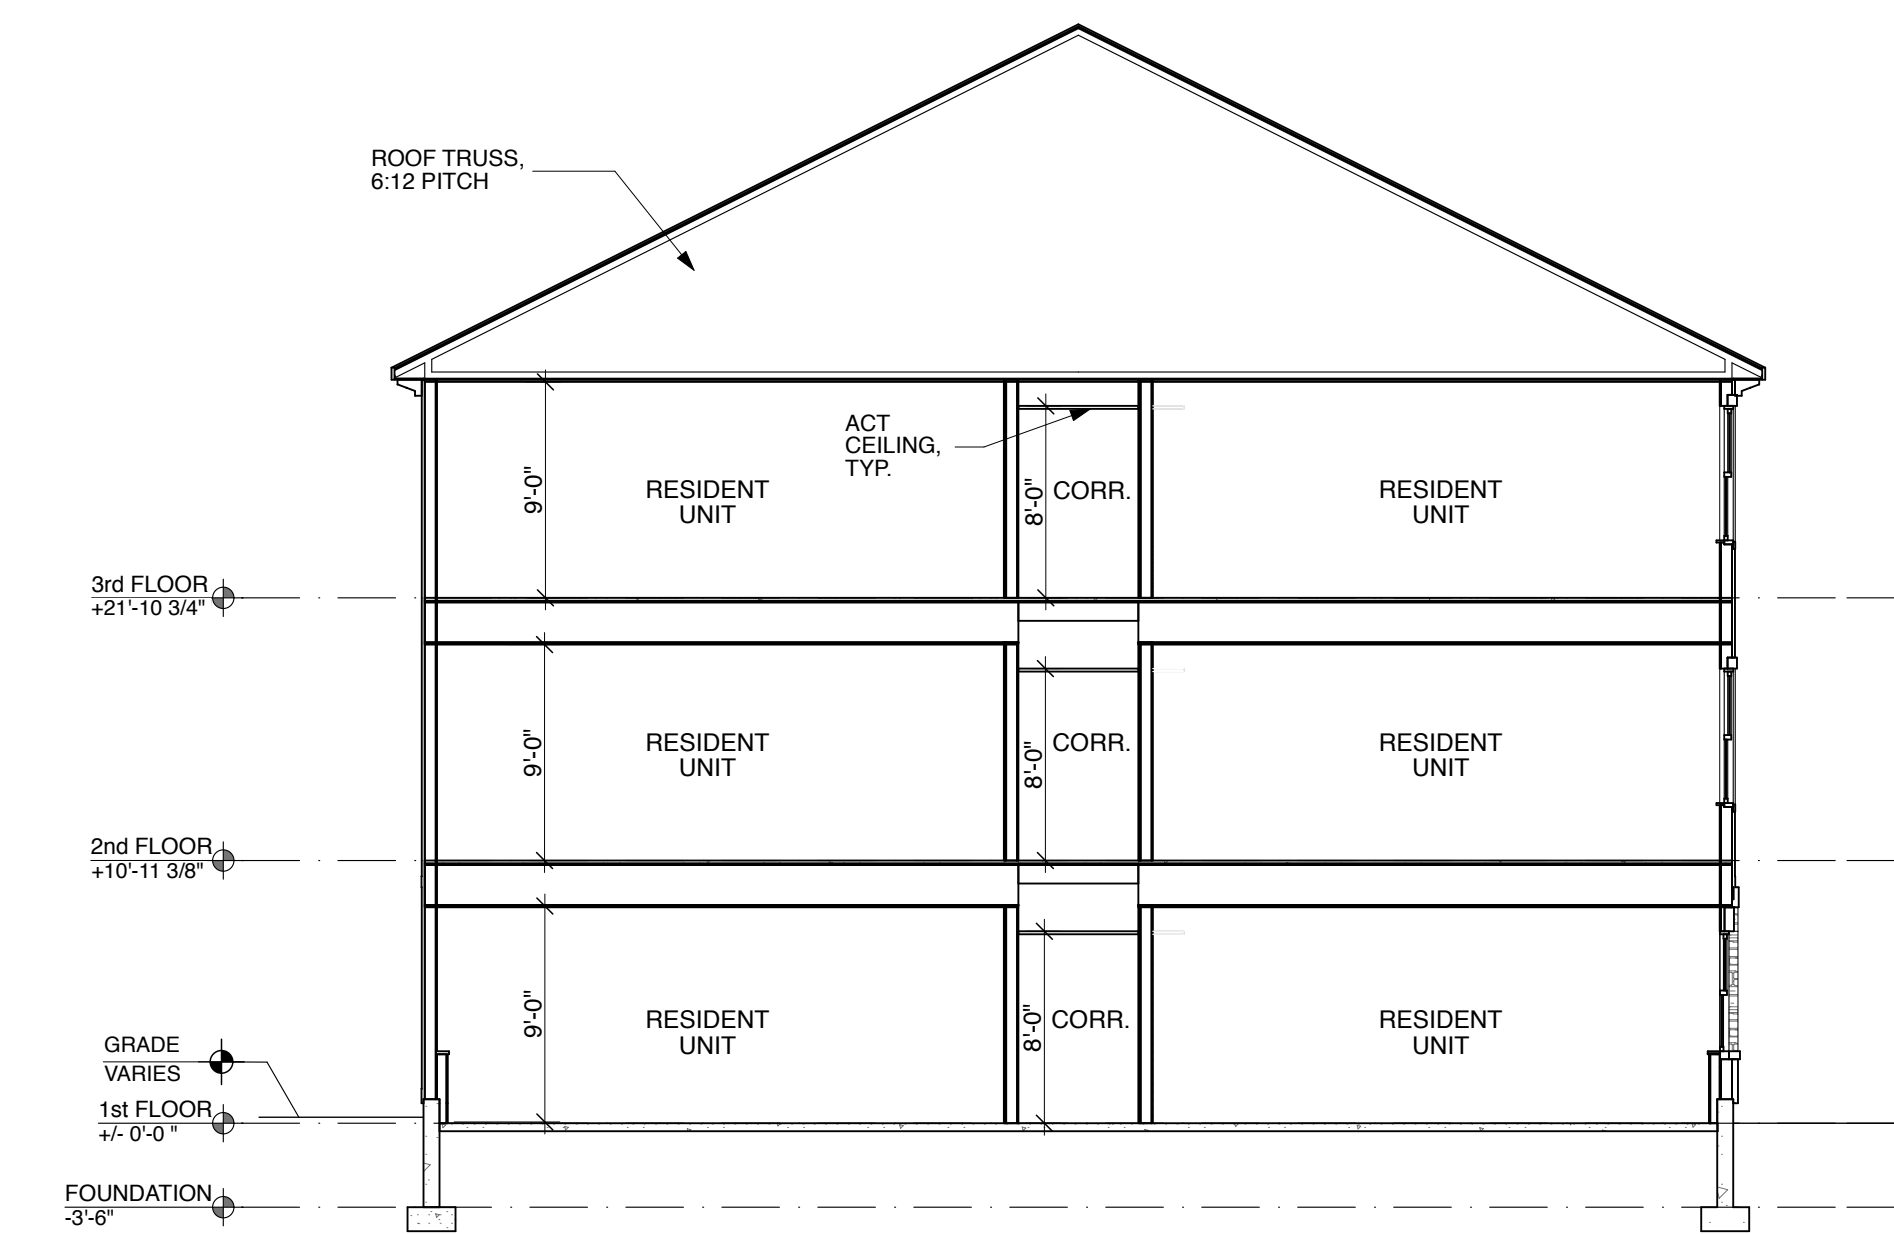 ROOF TRUSS,
6:12 PITCH
ACT
CEILING,
TYP.
9'-0"
RESIDENT
UNIT
8'-0"
CORR.
RESIDENT
UNIT
3rd FLOOR
+21'-10 3/4"
9'-0"
RESIDENT
UNIT
8'-0"
CORR.
RESIDENT
UNIT
2nd FLOOR
+10'-11 3/8"
9'-0"
RESIDENT
UNIT
8'-0"
CORR.
RESIDENT
UNIT
GRADE
VARIES
1st FLOOR
+/- 0'-0 "
FOUNDATION
-3'-6"